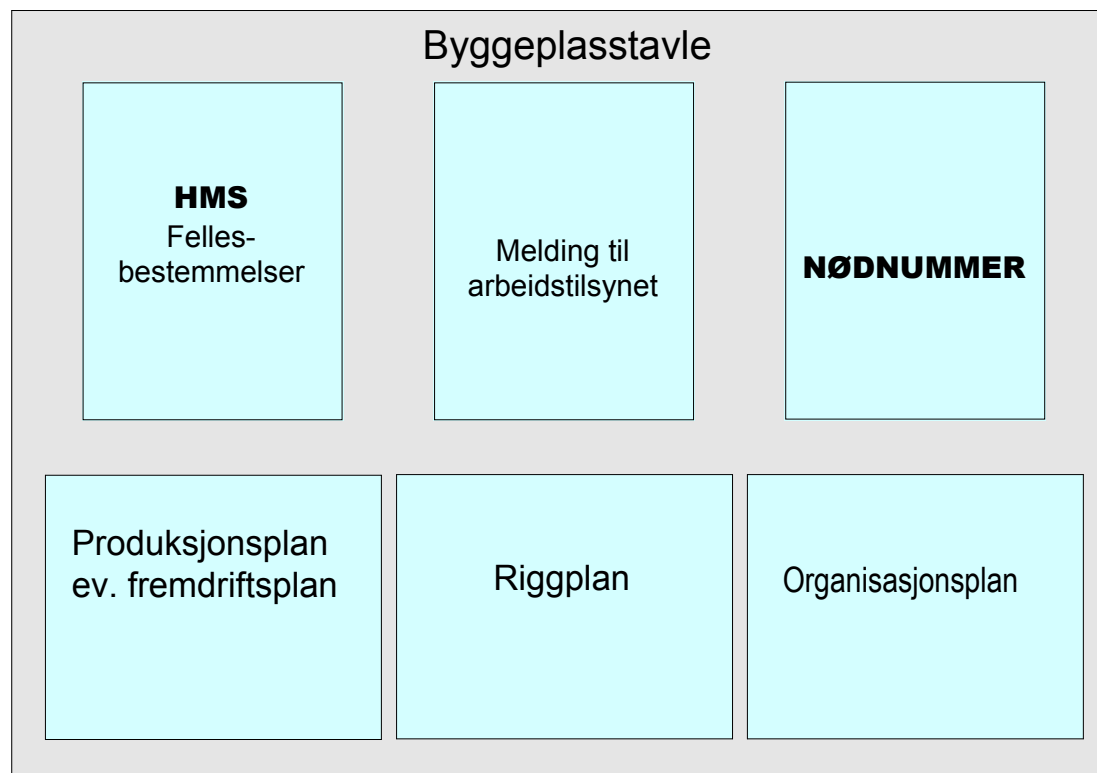 Byggeplasstavle
HMS
Felles-
bestemmelser
Melding til
arbeidstilsynet
NØDNUMMER
Produksjonsplan
ev. fremdriftsplan
Riggplan
Organisasjonsplan